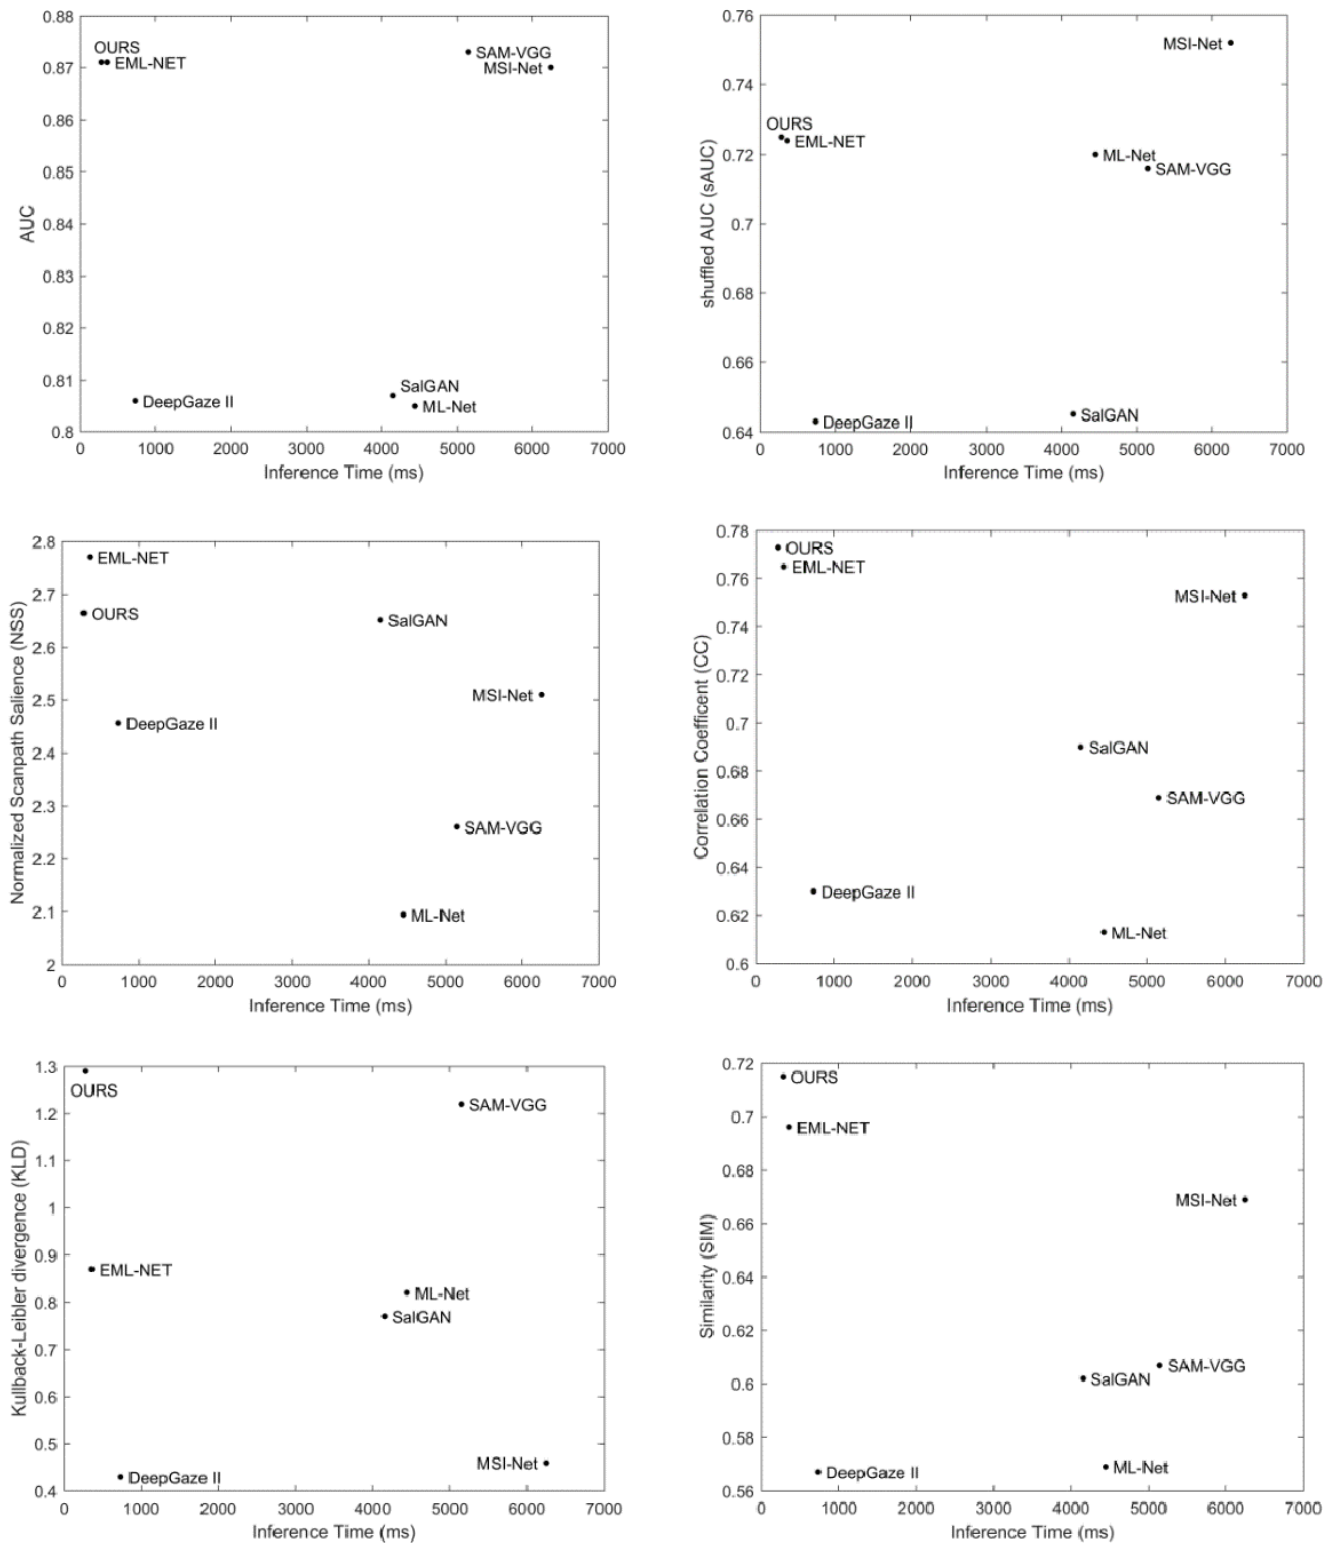 0.88
0.87
0.86
0.85
0.84
0.83
0.82
0.81
0.8
AUC
OURS
EML-NET
SAM-VGG
MSI-Net
DeepGaze II
SalGAN
ML-Net
0 1000 2000 3000 4000 5000 6000 7000
Inference Time (ms)
0.76
0.74
0.72
0.7
0.68
0.66
0.64
shuffled AUC (sAUC)
MSI-Net
OURS
EML-NET
ML-Net
SAM-VGG
DeepGaze II
SalGAN
0 1000 2000 3000 4000 5000 6000 7000
Inference Time (ms)
2.8
2.7
2.6
2.5
2.4
2.3
2.2
2.1
2
Normalized Scanpath Salience (NSS)
EML-NET
OURS
SalGAN
MSI-Net
DeepGaze II
SAM-VGG
ML-Net
0 1000 2000 3000 4000 5000 6000 7000
Inference Time (ms)
0.78
0.76
0.74
0.72
0.7
0.68
0.66
0.64
0.62
0.6
Correlation Coefficent (CC)
OURS
EML-NET
MSI-Net
SalGAN
SAM-VGG
DeepGaze II
ML-Net
0 1000 2000 3000 4000 5000 6000 7000
Inference Time (ms)
1.3
1.2
1.1
1
0.9
0.8
0.7
0.6
0.5
0.4
Kullback-Leibler divergence (KLD)
OURS
SAM-VGG
EML-NET
ML-Net
SalGAN
MSI-Net
DeepGaze II
0 1000 2000 3000 4000 5000 6000 7000
Inference Time (ms)
0.72
0.7
0.68
0.66
0.64
0.62
0.6
0.58
0.56
Similarity (SIM)
OURS
EML-NET
MSI-Net
SAM-VGG
SalGAN
DeepGaze II
ML-Net
0 1000 2000 3000 4000 5000 6000 7000
Inference Time (ms)